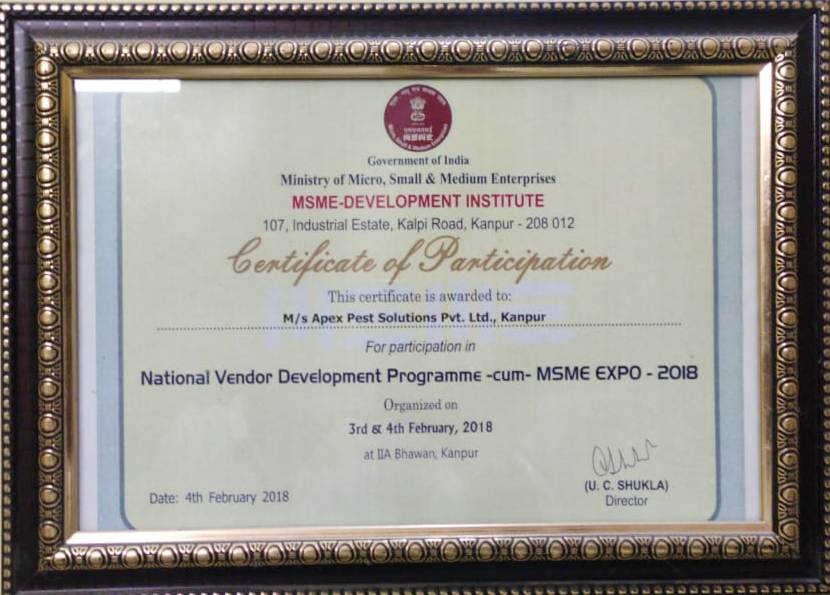 Government of India
Ministry of Micro, Small & Medium Enterprises
MSME-DEVELOPMENT INSTITUTE
107, Industrial Estate, Kalpi Road, Kanpur - 208 012
Certificate of Participation
This certificate is awarded to:
M/s Apex Pest Solutions Pvt. Ltd., Kanpur
For participation in
National Vendor Development Programme -cum- MSME EXPO - 2018
Organized on
3rd & 4th February, 2018
at IIA Bhawan, Kanpur
(U. C. SHUKLA)
Director
Date: 4th February 2018